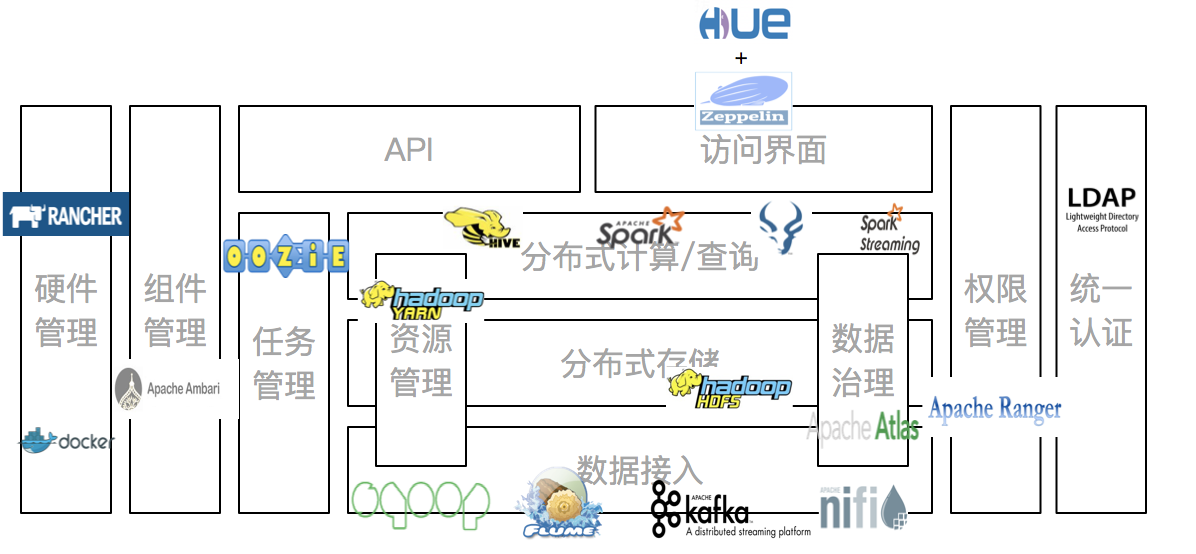 HUE
+
Zeppelin
API
访问界面
RANCHER
硬件
管理
docker
组件
管理
Apache Ambari
OOZIE
任务
管理
HIVE
APACHE
Spark
Spark
Streaming
分布式计算/查询
hadoop
YARN
资源
管理
分布式存储
hadoop
HDFS
数据
治理
Apache Atlas
数据接入
sqoop
FLUME
APACHE
kafka
A distributed streaming platform
APACHE
nifi
权限
管理
Apache Ranger
LDAP
Lightweight Directory
Access Protocol
统一
认证